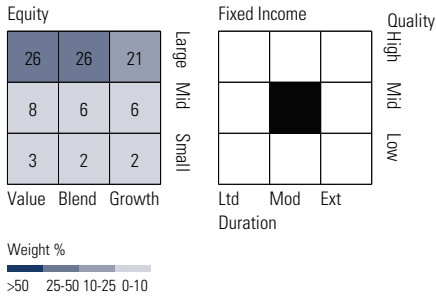 Equity
26 26 21 Large
8 6 6 Mid
3 2 2 Small
Value Blend Growth
Fixed Income
Quality
High
Mid
Low
Ltd Mod Ext
Duration
Weight %
>50 25-50 10-25 0-10